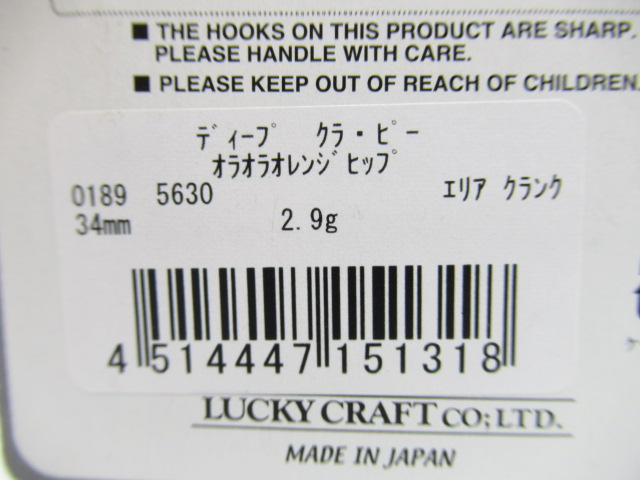 ■ THE HOOKS ON THIS PRODUCT ARE SHARP.
PLEASE HANDLE WITH CARE.
■ PLEASE KEEP OUT OF REACH OF CHILDREN.
ﾃﾞｨｰﾌﾟ ｸﾗ・ﾋﾟｰ
ｵﾗｵﾗｵﾚﾝｼﾞﾋｯﾌﾟ
0189 5630 ｴﾘｱ ｸﾗﾝｸ
34mm 2.9g
4 514447 151318
LUCKY CRAFT CO;LTD.
MADE IN JAPAN